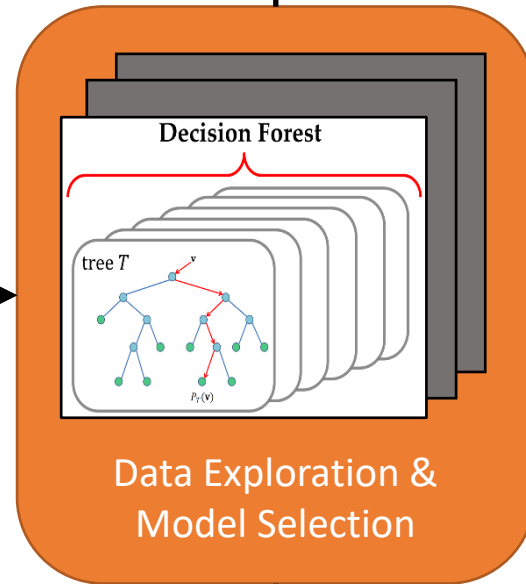 Decision Forest
tree T
v
P_T(v)
Data Exploration &
Model Selection